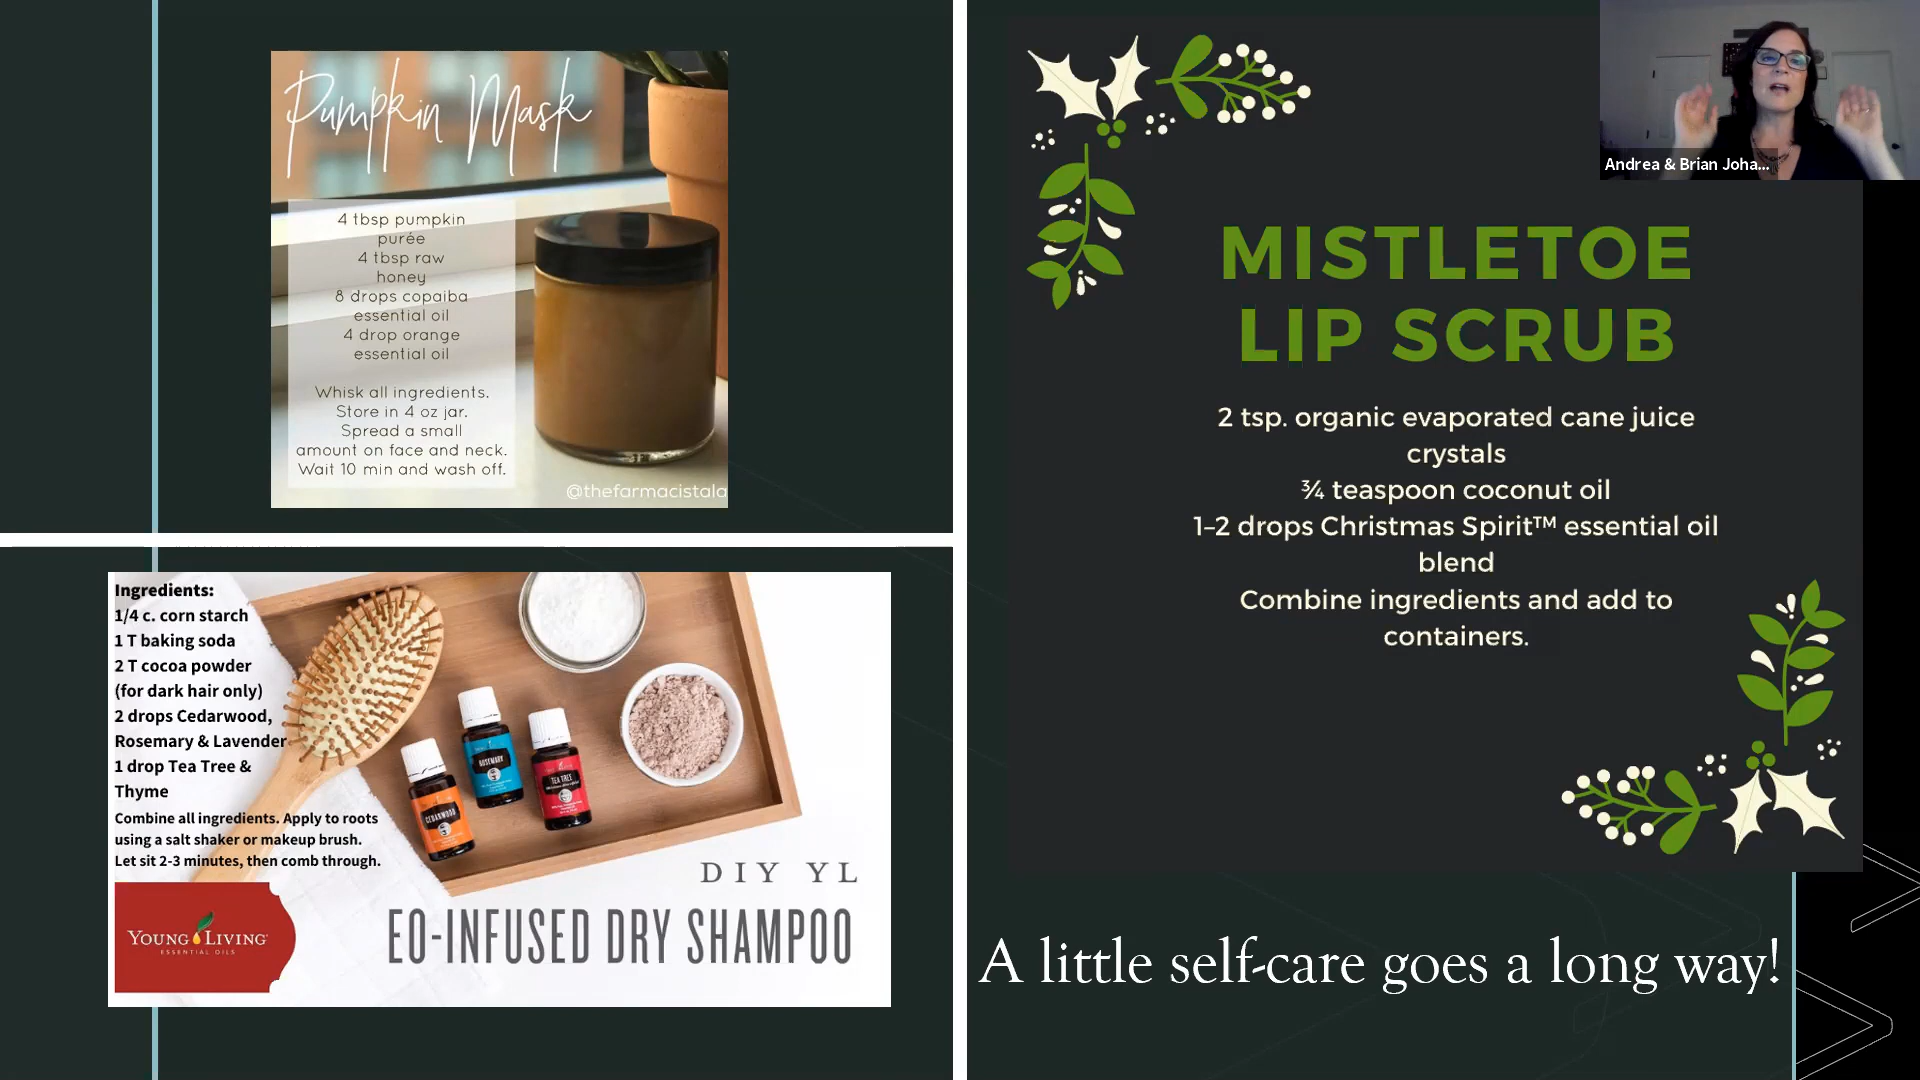 Pumpkin Mask
4 tbsp pumpkin
purée
4 tbsp raw
honey
8 drops copaiba
essential oil
4 drop orange
essential oil
Whisk all ingredients.
Store in 4 oz jar.
Spread a small
amount on face and neck.
Wait 10 min and wash off.
@thefarmacistala
Ingredients:
1/4 c. corn starch
1 T baking soda
2 T cocoa powder
(for dark hair only)
2 drops Cedarwood,
Rosemary & Lavender
1 drop Tea Tree &
Thyme
Combine all ingredients. Apply to roots
using a salt shaker or makeup brush.
Let sit 2-3 minutes, then comb through.
CEDARWOOD
ROSEMARY
TEA TREE
YOUNG LIVING
ESSENTIAL OILS
DIY YL
EO-INFUSED DRY SHAMPOO
Andrea & Brian Joha...
MISTLETOE
LIP SCRUB
2 tsp. organic evaporated cane juice
crystals
¾ teaspoon coconut oil
1–2 drops Christmas Spirit™ essential oil
blend
Combine ingredients and add to
containers.
A little self-care goes a long way!